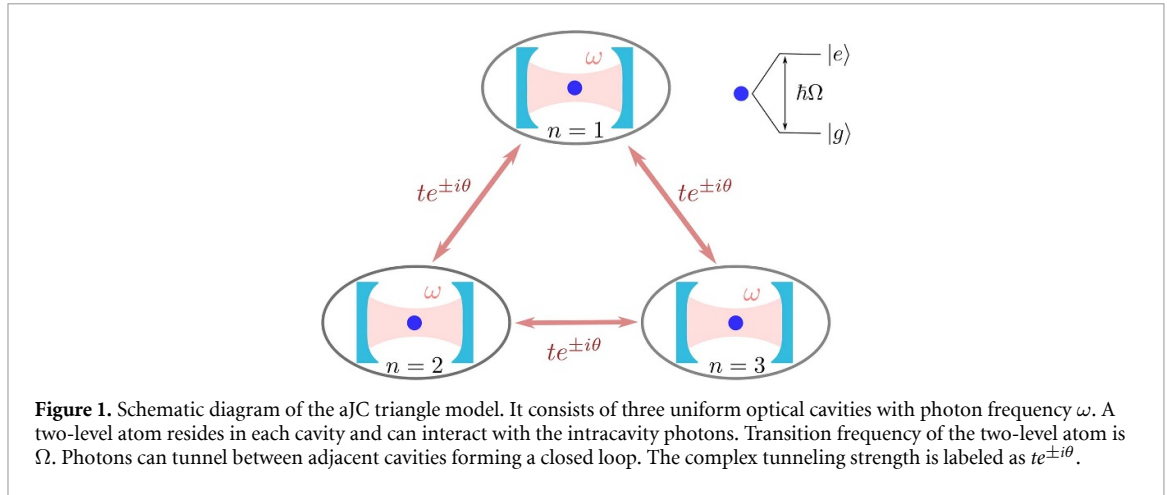 ω
n = 1
|e⟩
ħΩ
|g⟩
te^{±iθ}
te^{±iθ}
ω
n = 2
te^{±iθ}
ω
n = 3
Figure 1. Schematic diagram of the aJC triangle model. It consists of three uniform optical cavities with photon frequency ω. A
two-level atom resides in each cavity and can interact with the intracavity photons. Transition frequency of the two-level atom is
Ω. Photons can tunnel between adjacent cavities forming a closed loop. The complex tunneling strength is labeled as te^{±iθ}.